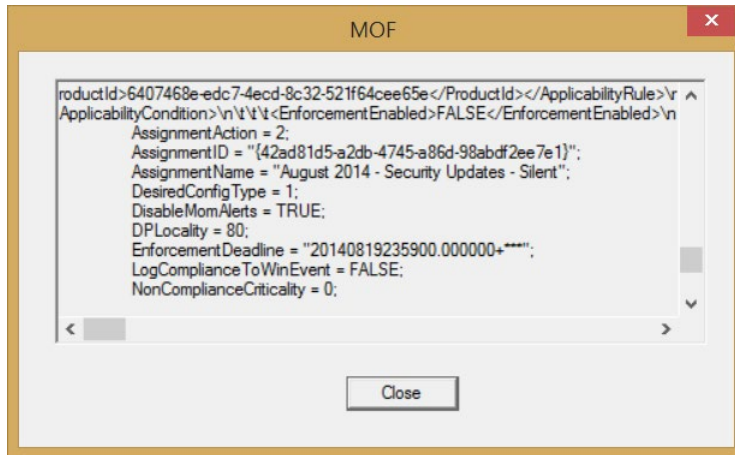 MOF
roductId>6407468e-edc7-4ecd-8c32-521f64cee65e</ProductId></ApplicabilityRule>\r
ApplicabilityCondition>\n\t\t\t<EnforcementEnabled>FALSE</EnforcementEnabled>\n
AssignmentAction = 2;
AssignmentID = "{42ad81d5-a2db-4745-a86d-98abdf2ee7e1}";
AssignmentName = "August 2014 - Security Updates - Silent";
DesiredConfigType = 1;
DisableMomAlerts = TRUE;
DPLocality = 80;
EnforcementDeadline = "20140819235900.000000+***";
LogComplianceToWinEvent = FALSE;
NonComplianceCriticality = 0;
Close